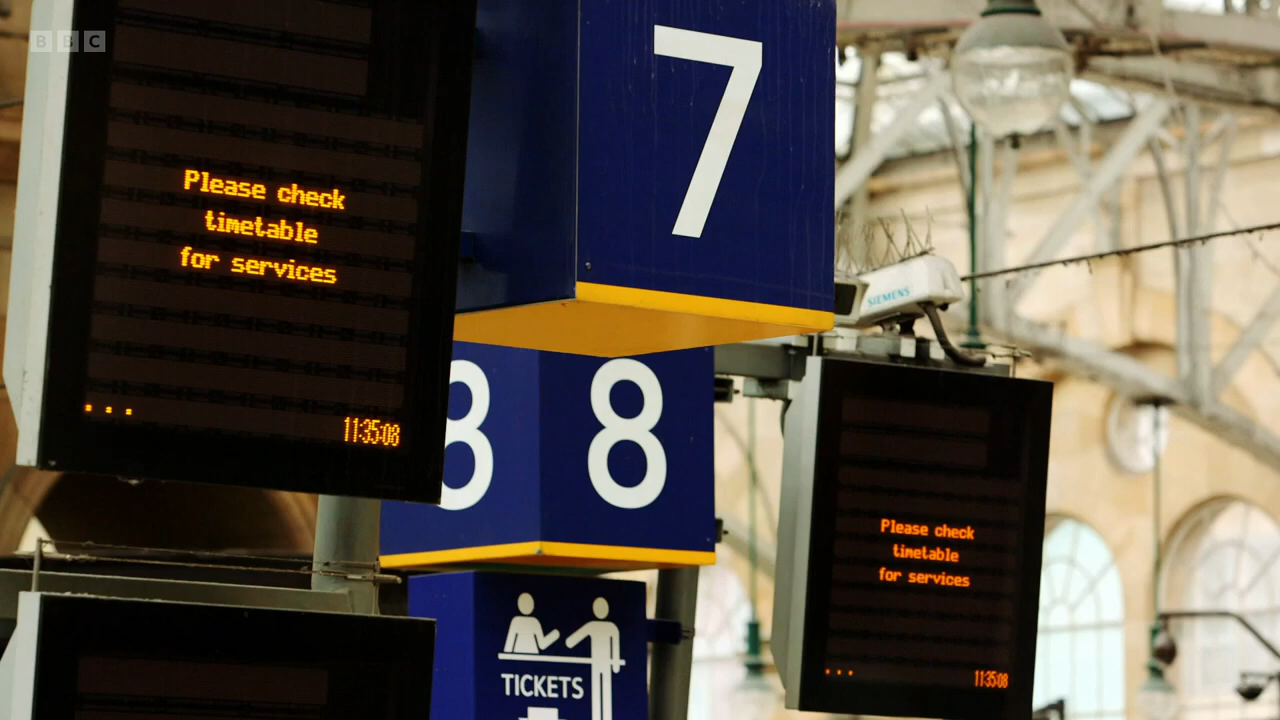 BBC
7
Please check
timetable
for services
...
11:35:08
SIEMENS
8
8
Please check
timetable
for services
...
11:35:08
TICKETS